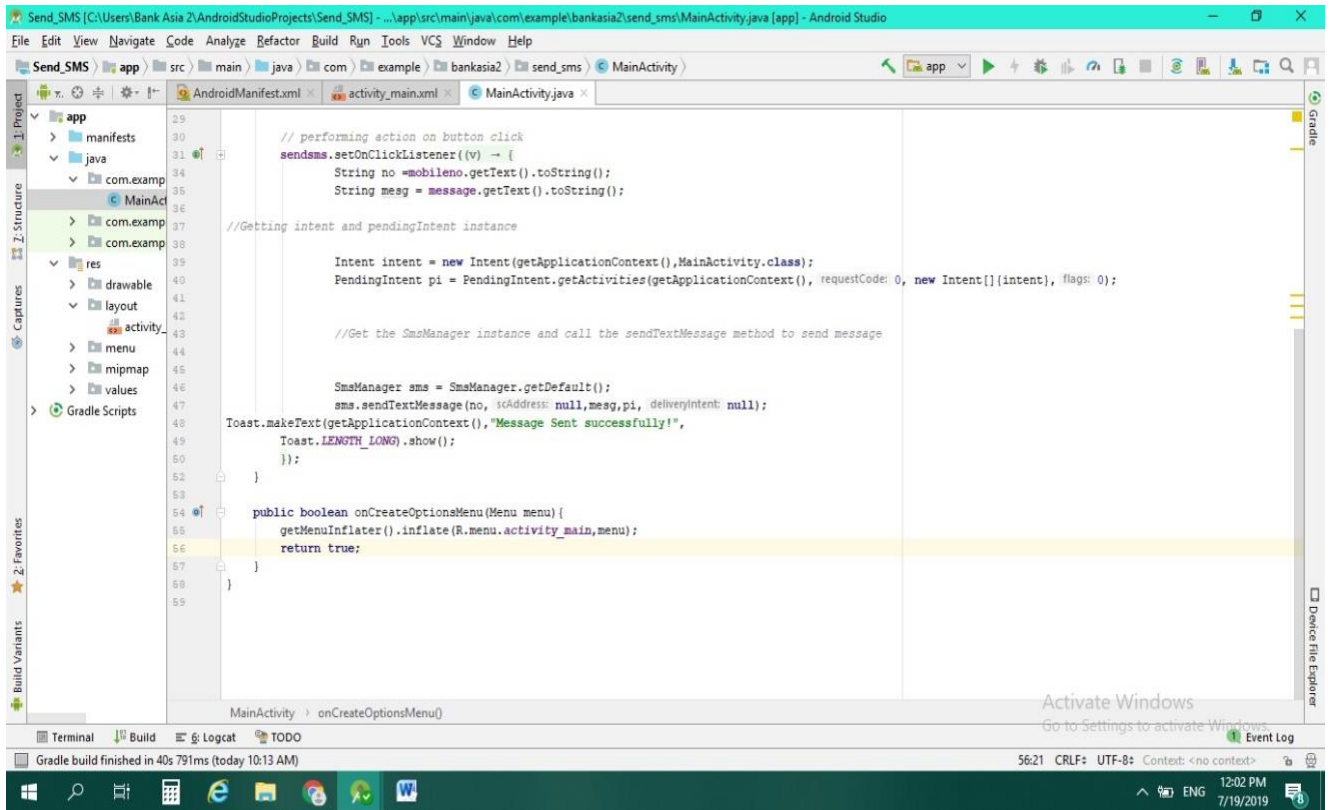 Send_SMS [C:\Users\Bank Asia 2\AndroidStudioProjects\Send_SMS] - ...\app\src\main\java\com\example\bankasia2\send_sms\MainActivity.java [app] - Android Studio
File Edit View Navigate Code Analyze Refactor Build Run Tools VCS Window Help
Send_SMS app src main java com example bankasia2 send_sms MainActivity
app
AndroidManifest.xml activity_main.xml MainActivity.java
1: Project
Z: Structure
Captures
2: Favorites
Build Variants
app
manifests
java
com.examp
MainAct
com.examp
com.examp
res
drawable
layout
activity_
menu
mipmap
values
Gradle Scripts
29
30 // performing action on button click
31 sendsms.setOnClickListener((v) → {
34 String no =mobileno.getText().toString();
35 String mesg = message.getText().toString();
36
37 //Getting intent and pendingIntent instance
38
39 Intent intent = new Intent(getApplicationContext(),MainActivity.class);
40 PendingIntent pi = PendingIntent.getActivities(getApplicationContext(), requestCode: 0, new Intent[]{intent}, flags: 0);
41
42
43 //Get the SmsManager instance and call the sendTextMessage method to send message
44
45
46 SmsManager sms = SmsManager.getDefault();
47 sms.sendTextMessage(no, scAddress: null,mesg,pi, deliveryIntent: null);
48 Toast.makeText(getApplicationContext(),"Message Sent successfully!",
49 Toast.LENGTH_LONG).show();
50 });
52 }
53
54 public boolean onCreateOptionsMenu(Menu menu){
55 getMenuInflater().inflate(R.menu.activity_main,menu);
56 return true;
57 }
58 }
59
Gradle
Device File Explorer
MainActivity › onCreateOptionsMenu()
Activate Windows
Go to Settings to activate Windows.
Terminal Build 6: Logcat TODO
1 Event Log
Gradle build finished in 40s 791ms (today 10:13 AM)
56:21 CRLF UTF-8 Context: <no context>
ENG
12:02 PM
7/19/2019
8